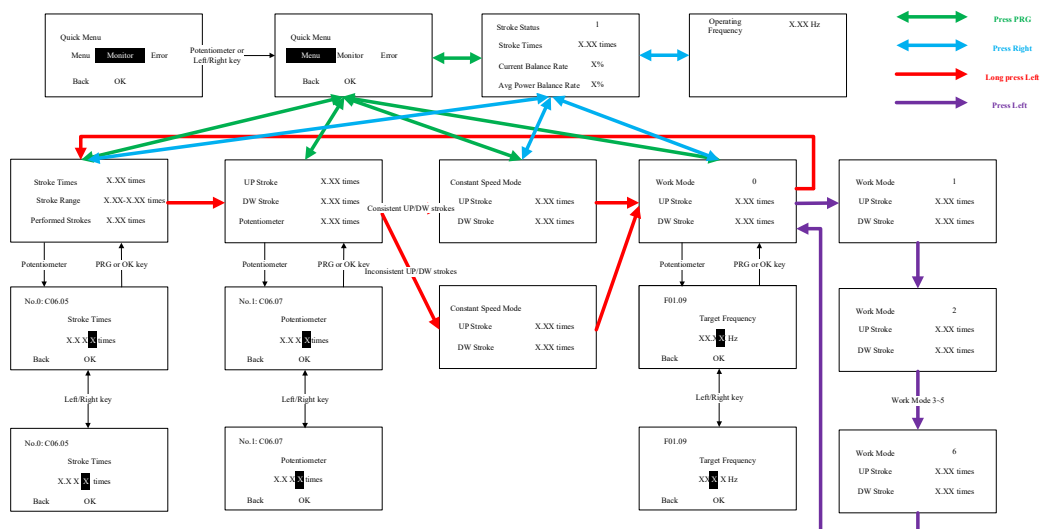 Quick Menu
Menu Monitor Error
Back OK
Potentiometer or
Left/Right key
Quick Menu
Menu Monitor Error
Back OK
Stroke Status 1
Stroke Times X.XX times
Current Balance Rate X%
Avg Power Balance Rate X%
Operating
Frequency X.XX Hz
Press PRG
Press Right
Long press Left
Press Left
Stroke Times X.XX times
Stroke Range X.XX-X.XX times
Performed Strokes X.XX times
UP Stroke X.XX times
DW Stroke X.XX times
Potentiometer X.XX times
Consistent UP/DW strokes
Inconsistent UP/DW strokes
Constant Speed Mode
UP Stroke X.XX times
DW Stroke X.XX times
Work Mode 0
UP Stroke X.XX times
DW Stroke X.XX times
Work Mode 1
UP Stroke X.XX times
DW Stroke X.XX times
Potentiometer
PRG or OK key
Potentiometer
PRG or OK key
Potentiometer
PRG or OK key
No.0: C06.05
Stroke Times
X.X X X times
Back OK
No.1: C06.07
Potentiometer
X.X X X times
Back OK
Constant Speed Mode
UP Stroke X.XX times
DW Stroke X.XX times
F01.09
Target Frequency
XX.X X Hz
Back OK
Work Mode 2
UP Stroke X.XX times
DW Stroke X.XX times
Left/Right key
Left/Right key
Left/Right key
Work Mode 3~5
No.0: C06.05
Stroke Times
X.X X X times
Back OK
No.1: C06.07
Potentiometer
X.X X X times
Back OK
F01.09
Target Frequency
XX X X Hz
Back OK
Work Mode 6
UP Stroke X.XX times
DW Stroke X.XX times